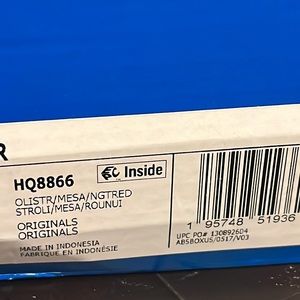 R
HQ8866
Inside
OLISTR/MESA/NGTRED
STROLI/MESA/ROUNUI
ORIGINALS
ORIGINALS
MADE IN INDONESIA
FABRIQUE EN INDONÉSIE
1 95748 51936
UPC PO# 130892604
ABSBOXUS/0517/V03